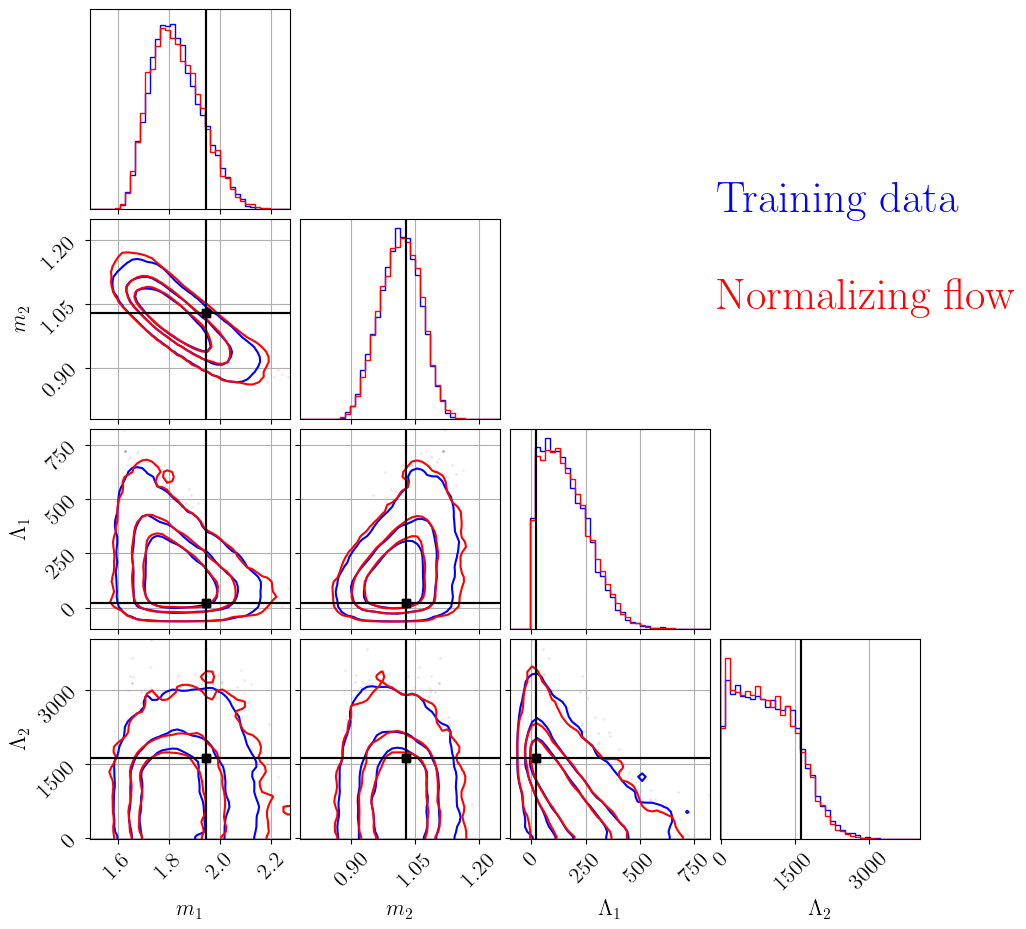 Training data
1.20
1.05
0.90
m₂
Normalizing flow
750
500
250
0
Λ₁
3000
1500
0
Λ₂
1.6 1.8 2.0 2.2 0.90 1.05 1.20 0 250 500 750 0 1500 3000
m₁ m₂ Λ₁ Λ₂